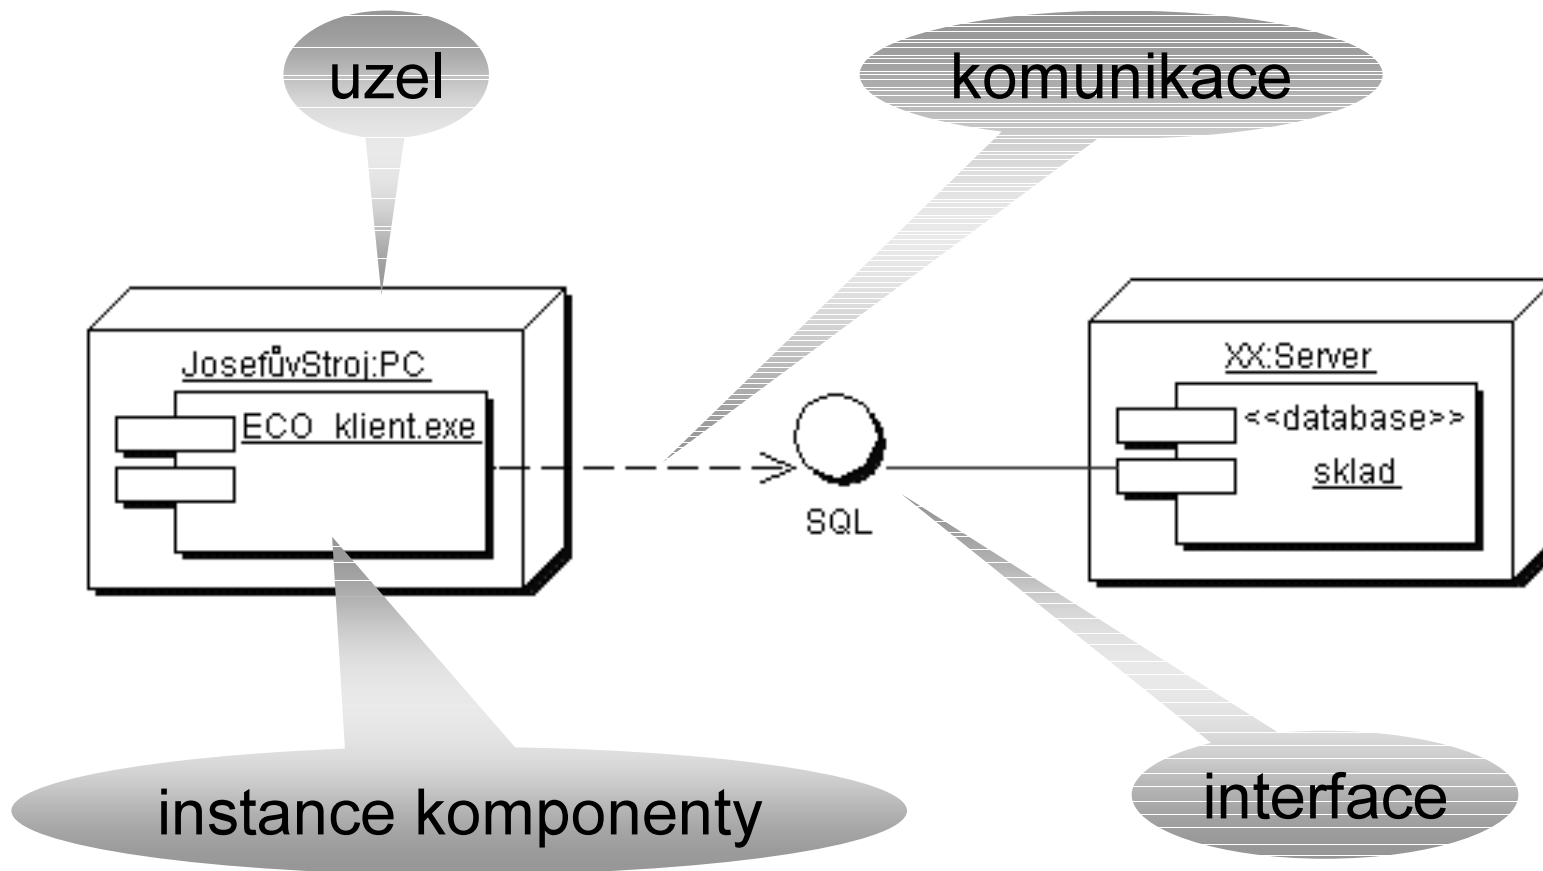 uzel
komunikace
JosefůvStroj:PC
ECO_klient.exe
XX:Server
<<database>>
sklad
SQL
instance komponenty
interface